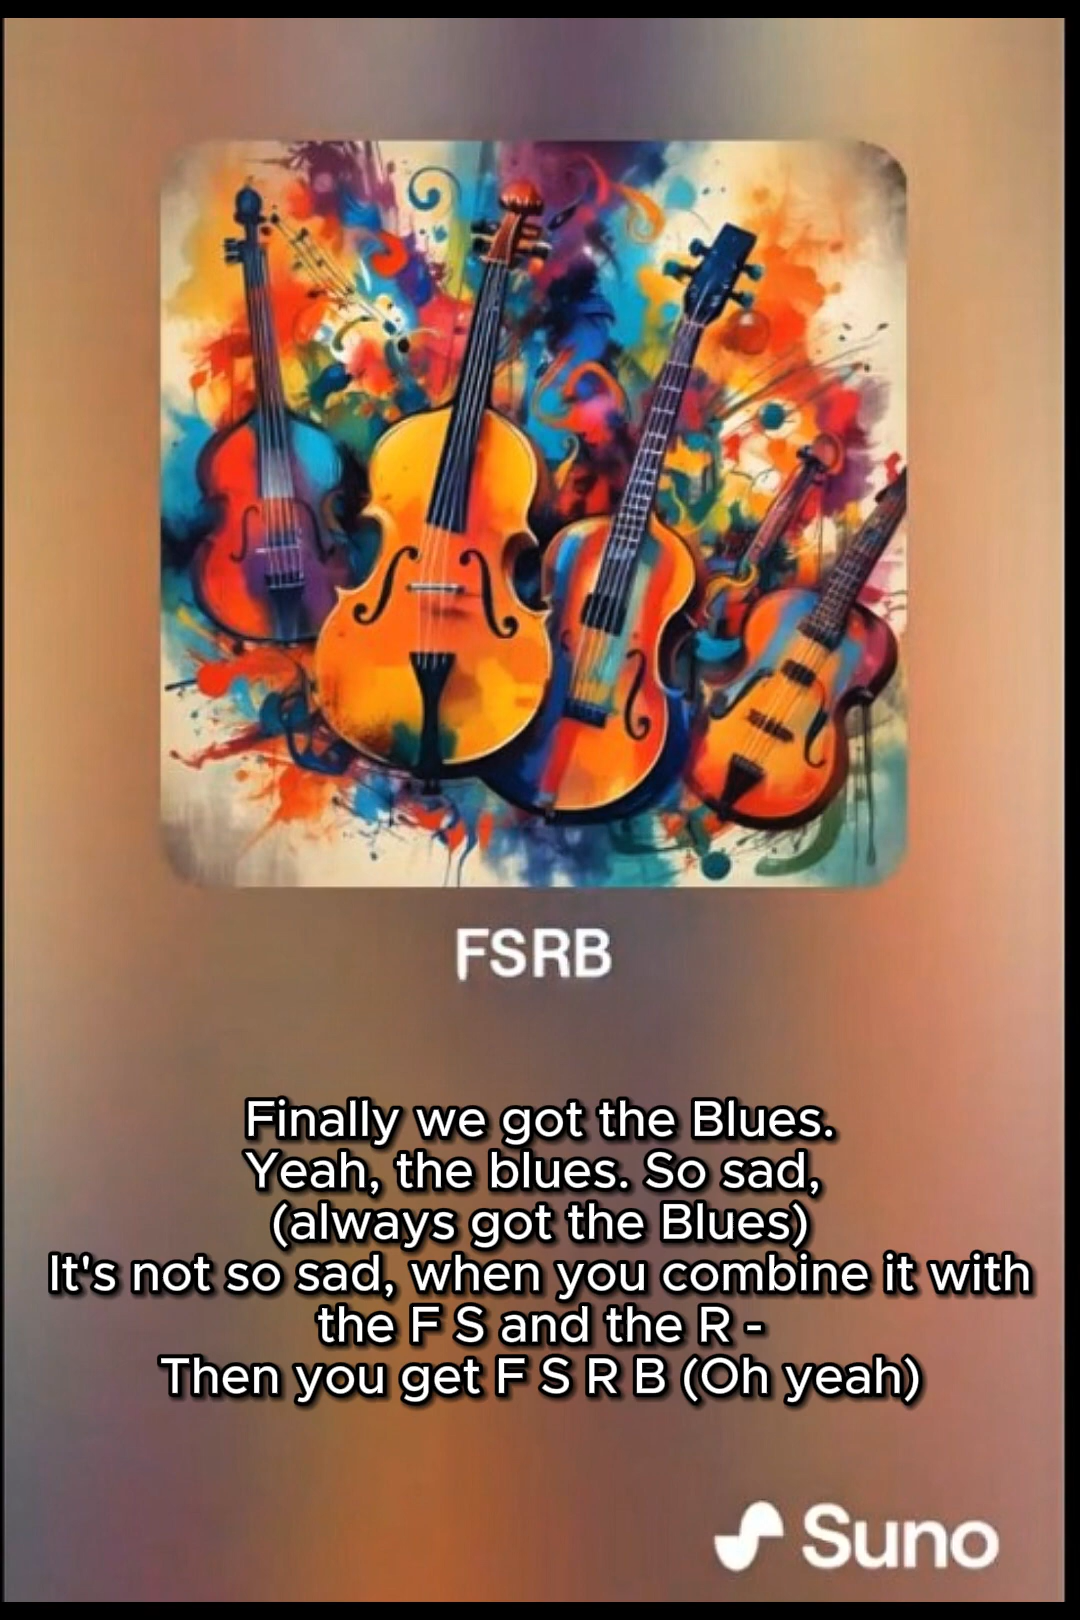 FSRB
Finally we got the Blues.
Yeah, the blues. So sad,
(always got the Blues)
It's not so sad, when you combine it with
the F S and the R -
Then you get F S R B (Oh yeah)
Suno